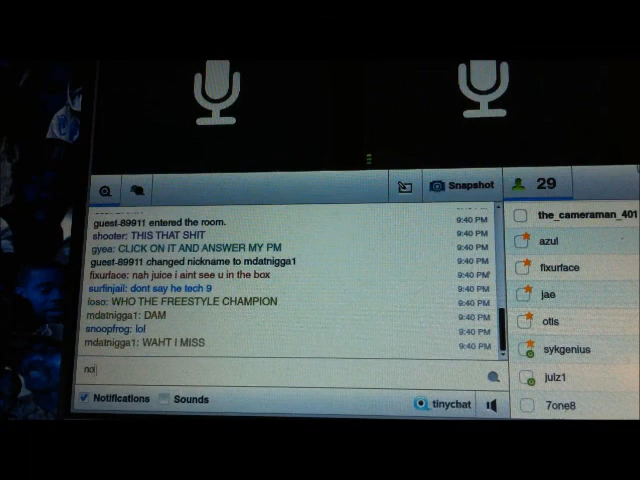 Snapshot
29
guest-89911 entered the room.
9:40 PM
shooter: THIS THAT SHIT
9:40 PM
gyea: CLICK ON IT AND ANSWER MY PM
9:40 PM
guest-89911 changed nickname to mdatnigga1
9:40 PM
fixurface: nah juice i aint see u in the box
9:40 PM
surfinjail: dont say he tech 9
9:40 PM
loso: WHO THE FREESTYLE CHAMPION
9:40 PM
mdatnigga1: DAM
9:40 PM
snoopfrog: lol
9:40 PM
mdatnigga1: WAHT I MISS
9:40 PM
noi
Notifications
Sounds
tinychat
the_cameraman_401
azul
fixurface
jae
otis
sykgenius
julz1
7one8